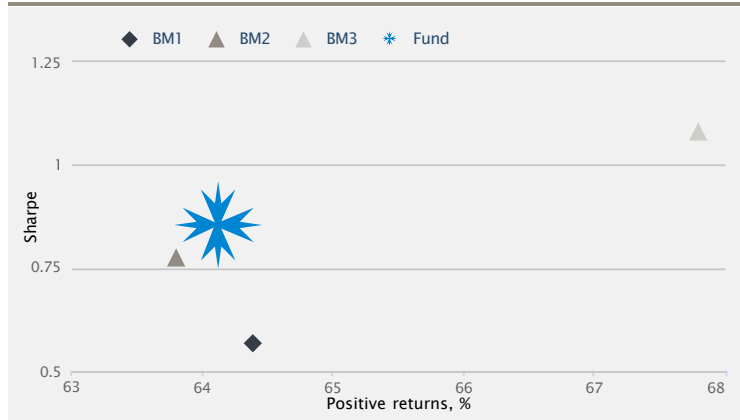 BM1 BM2 BM3 Fund
1.25
1
0.75
0.5
Sharpe
63 64 65 66 67 68
Positive returns, %